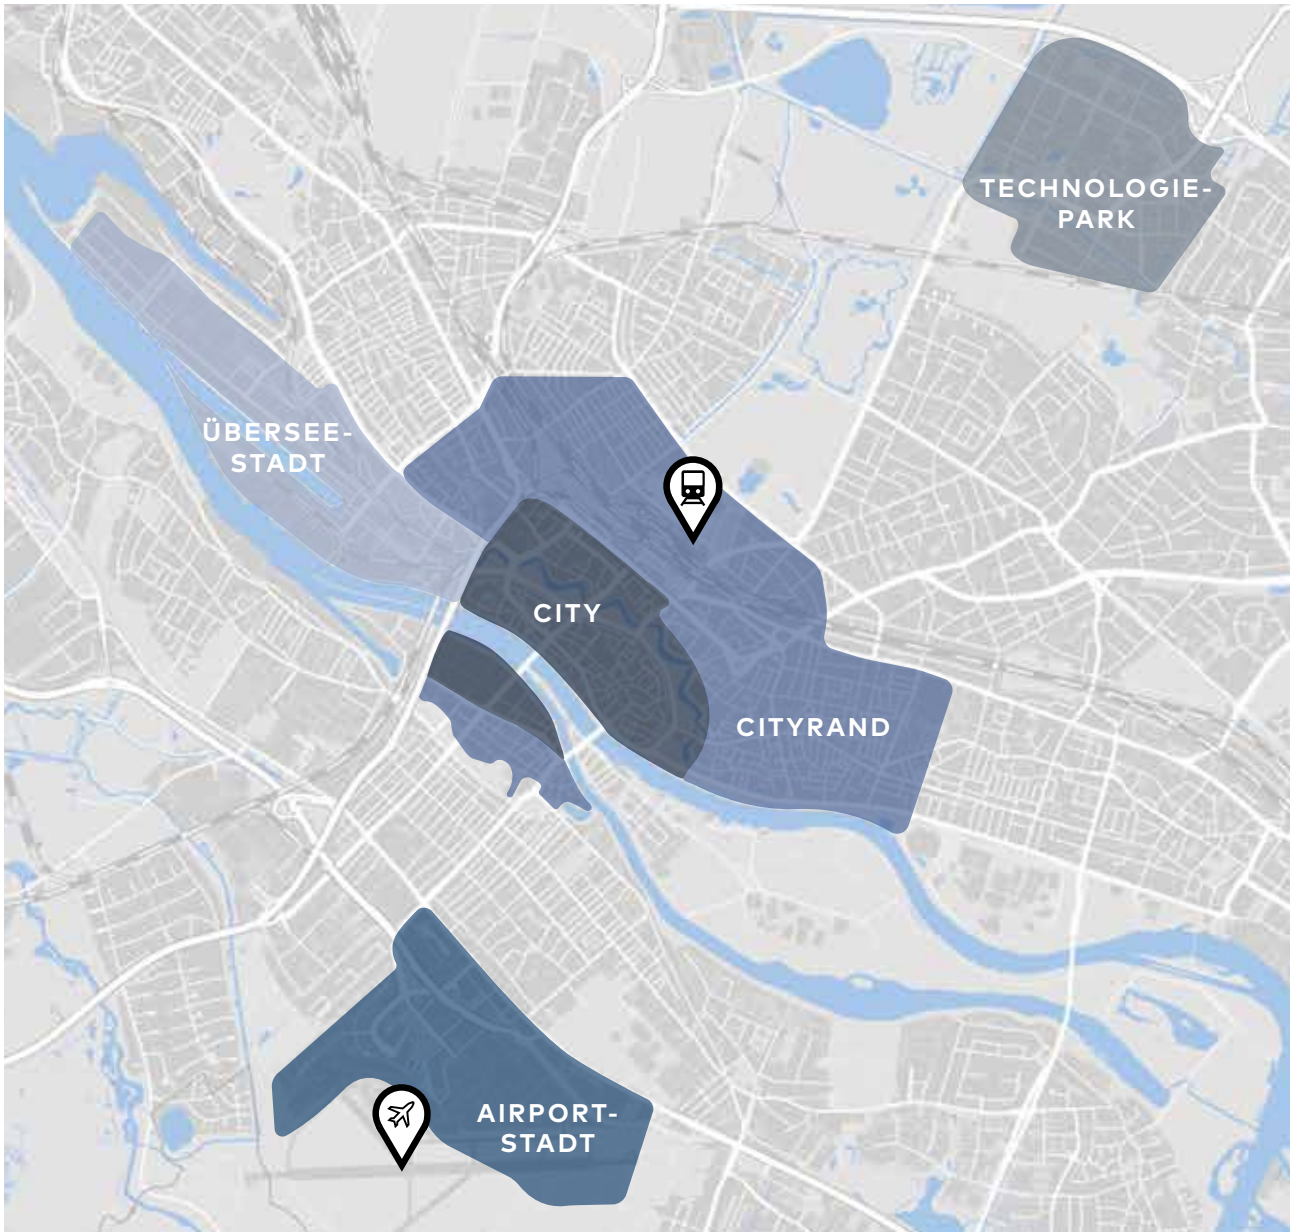 TECHNOLOGIE-
PARK
ÜBERSEE-
STADT
CITY
CITYRAND
AIRPORT-
STADT